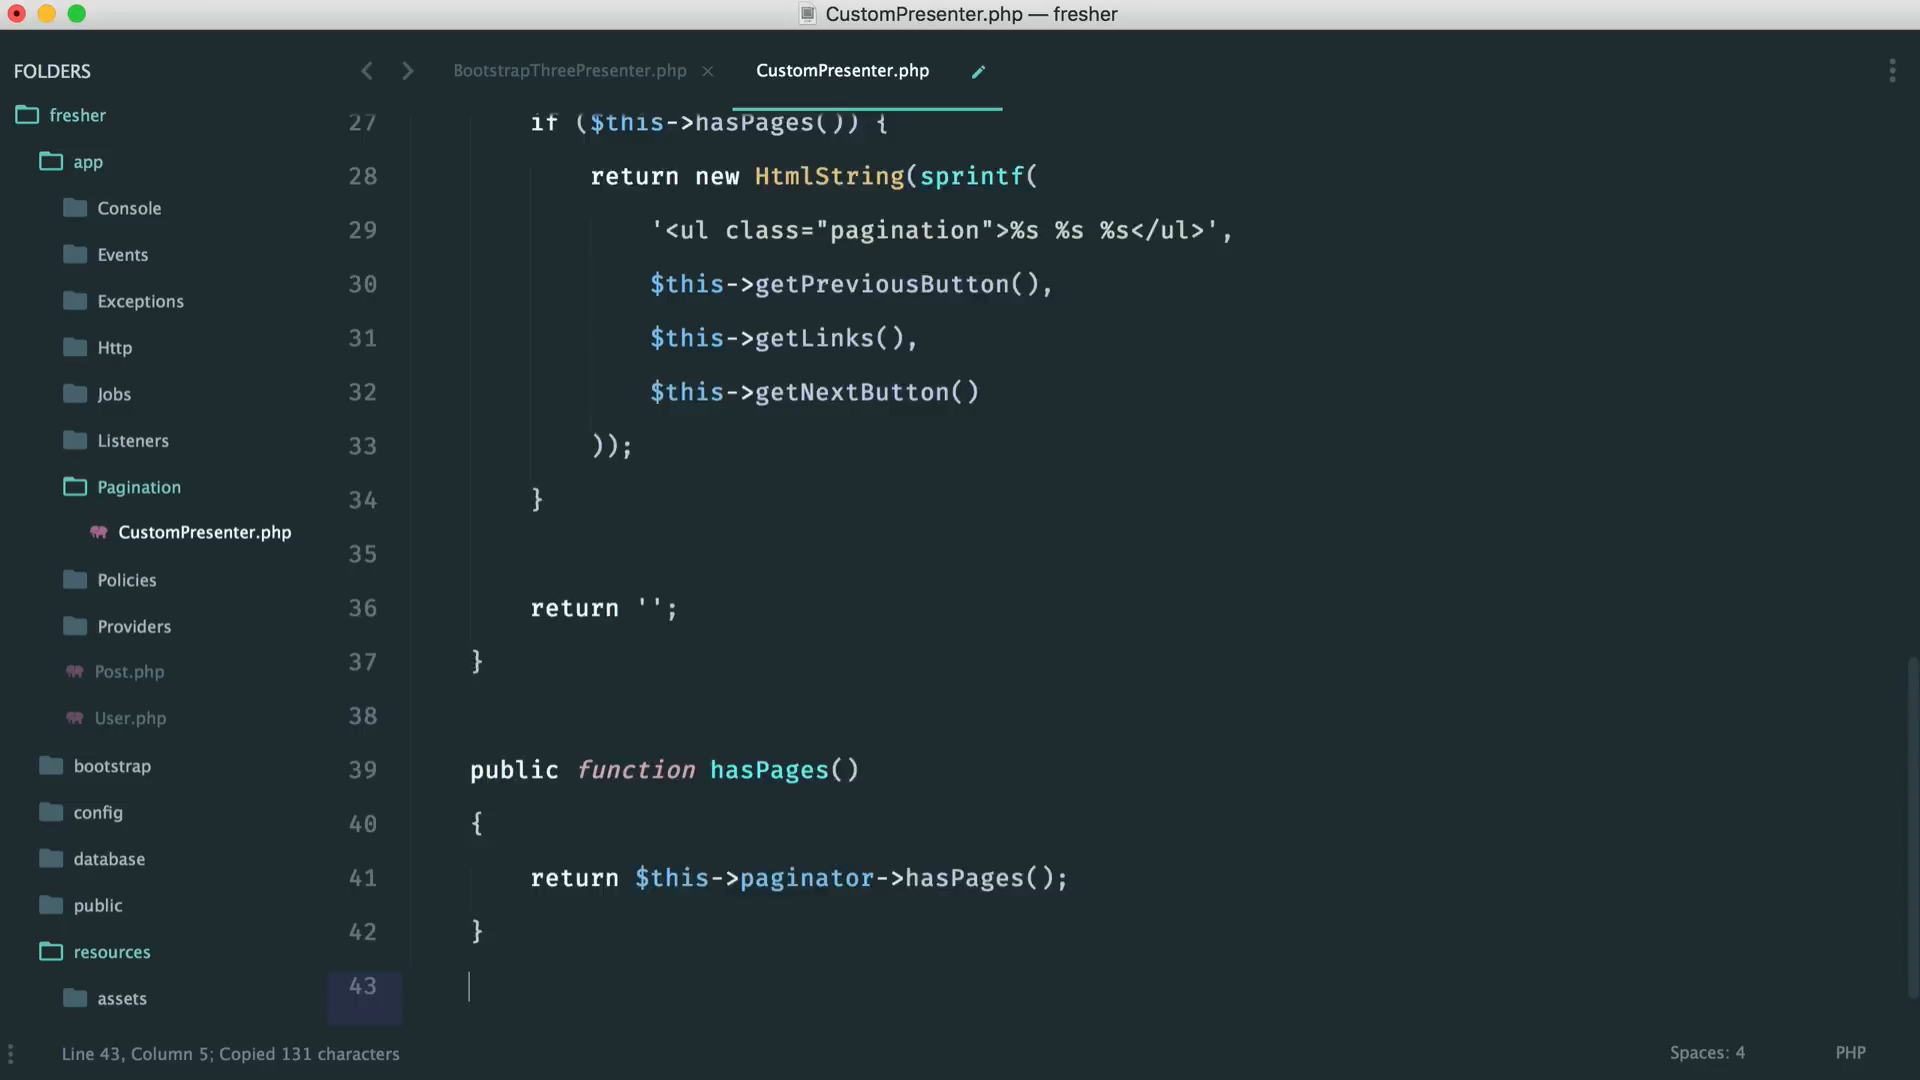 CustomPresenter.php — fresher
FOLDERS
fresher
app
Console
Events
Exceptions
Http
Jobs
Listeners
Pagination
CustomPresenter.php
Policies
Providers
Post.php
User.php
bootstrap
config
database
public
resources
assets
BootstrapThreePresenter.php ×
CustomPresenter.php
27 if ($this->hasPages()) {
28 return new HtmlString(sprintf(
29 '<ul class="pagination">%s %s %s</ul>',
30 $this->getPreviousButton(),
31 $this->getLinks(),
32 $this->getNextButton()
33 ));
34 }
35
36 return '';
37 }
38
39 public function hasPages()
40 {
41 return $this->paginator->hasPages();
42 }
43
Line 43, Column 5; Copied 131 characters
Spaces: 4
PHP